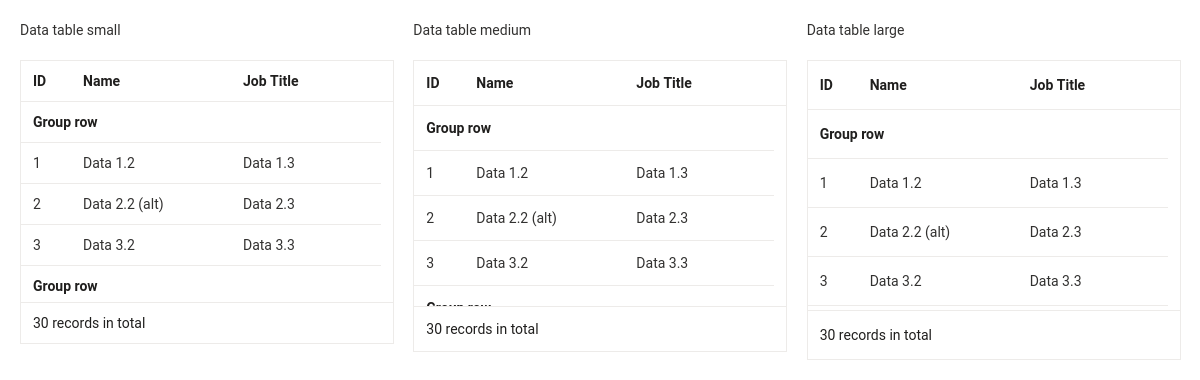 Data table small
ID Name Job Title
Group row
1 Data 1.2 Data 1.3
2 Data 2.2 (alt) Data 2.3
3 Data 3.2 Data 3.3
Group row
30 records in total
Data table medium
ID Name Job Title
Group row
1 Data 1.2 Data 1.3
2 Data 2.2 (alt) Data 2.3
3 Data 3.2 Data 3.3
Group row
30 records in total
Data table large
ID Name Job Title
Group row
1 Data 1.2 Data 1.3
2 Data 2.2 (alt) Data 2.3
3 Data 3.2 Data 3.3
30 records in total